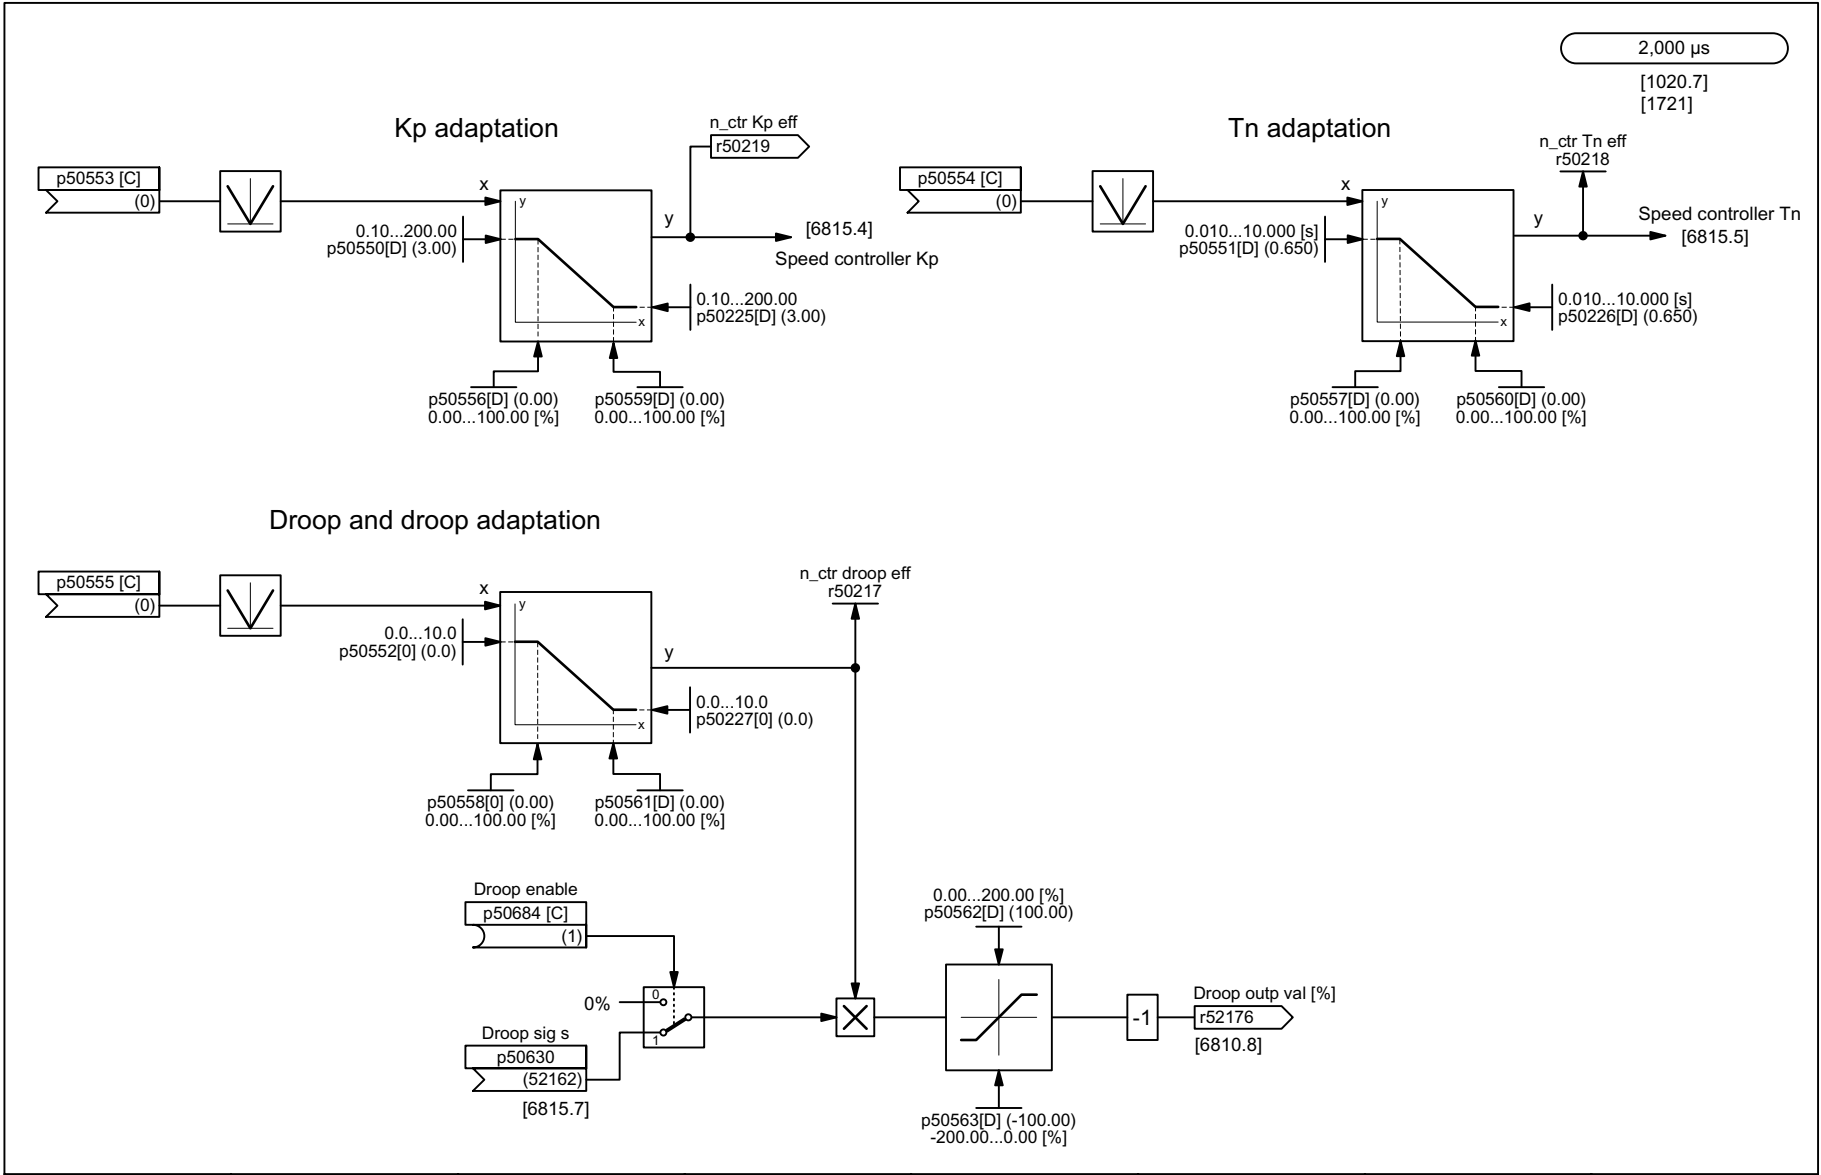 2,000 µs
[1020.7]
[1721]
Kp adaptation
n_ctr Kp eff
r50219
p50553 [C]
(0)
x
y
0.10...200.00
p50550[D] (3.00)
y
[6815.4]
Speed controller Kp
0.10...200.00
p50225[D] (3.00)
x
p50556[D] (0.00)
0.00...100.00 [%]
p50559[D] (0.00)
0.00...100.00 [%]
Tn adaptation
n_ctr Tn eff
r50218
p50554 [C]
(0)
x
y
0.010...10.000 [s]
p50551[D] (0.650)
y
Speed controller Tn
[6815.5]
0.010...10.000 [s]
p50226[D] (0.650)
x
p50557[D] (0.00)
0.00...100.00 [%]
p50560[D] (0.00)
0.00...100.00 [%]
Droop and droop adaptation
n_ctr droop eff
r50217
p50555 [C]
(0)
x
y
0.0...10.0
p50552[0] (0.0)
y
0.0...10.0
p50227[0] (0.0)
x
p50558[0] (0.00)
0.00...100.00 [%]
p50561[D] (0.00)
0.00...100.00 [%]
Droop enable
p50684 [C]
(1)
0%
0
1
Droop sig s
p50630
(52162)
[6815.7]
0.00...200.00 [%]
p50562[D] (100.00)
p50563[D] (-100.00)
-200.00...0.00 [%]
-1
Droop outp val [%]
r52176
[6810.8]